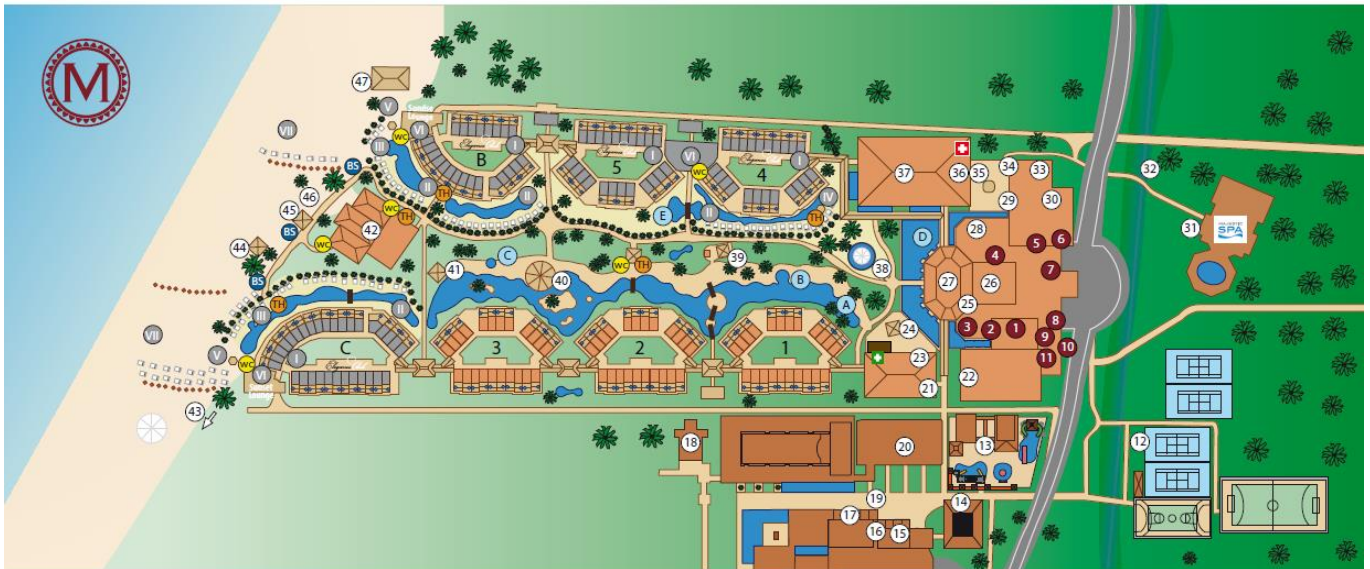 M
47
V
Sunrise
Lounge
VII
WC
VI
I
B
III
BS
II
TH
II
5
I
VI
WC
4
I
II
IV
TH
E
37
36
35
34
33
29
30
32
31
SPA
46
45
BS
44
BS
WC
TH
42
WC
41
C
40
WC
TH
39
B
A
38
D
28
27
25
26
4
5
6
7
24
3
2
1
8
9
10
11
TH
III
II
VII
V
WC
VI
I
C
Lounge
3
2
1
23
21
22
43
18
20
13
12
19
14
17
16
15